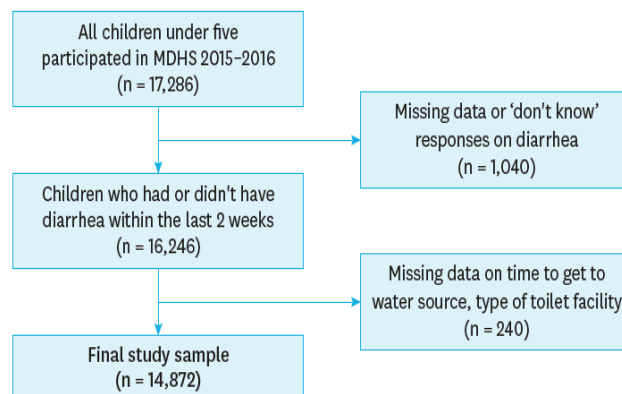 All children under five
participated in MDHS 2015–2016
(n = 17,286)
Missing data or ‘don't know’
responses on diarrhea
(n = 1,040)
Children who had or didn't have
diarrhea within the last 2 weeks
(n = 16,246)
Missing data on time to get to
water source, type of toilet facility
(n = 240)
Final study sample
(n = 14,872)